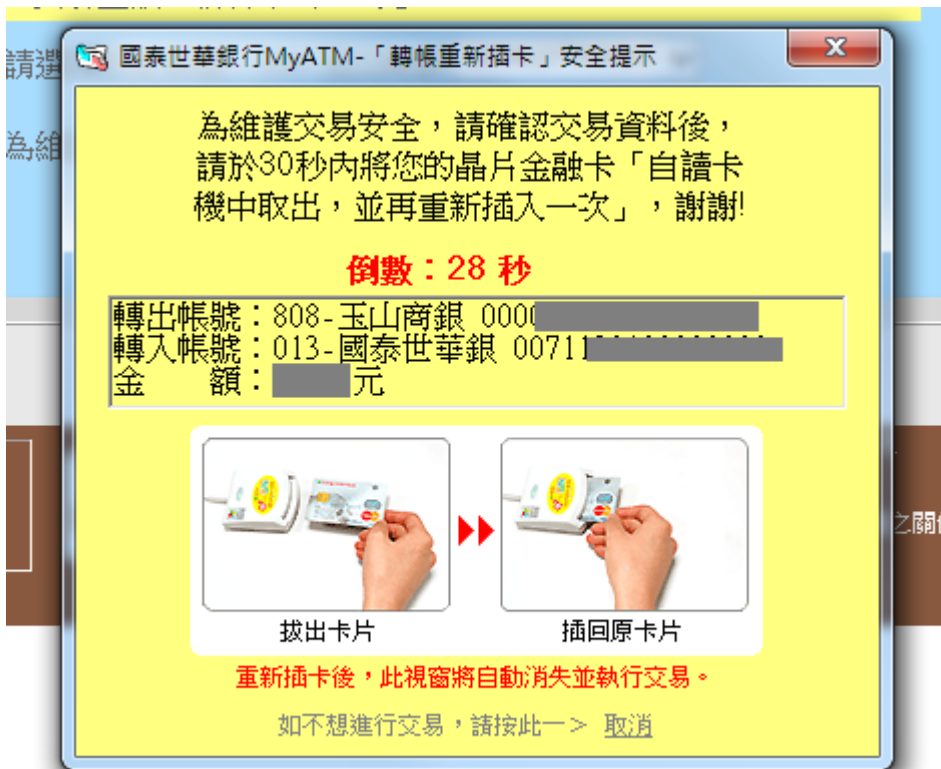 請選
為維
國泰世華銀行MyATM-「轉帳重新插卡」安全提示
為維護交易安全，請確認交易資料後，
請於30秒內將您的晶片金融卡「自讀卡
機中取出，並再重新插入一次」，謝謝!
倒數：28 秒
轉出帳號：808-玉山商銀 0000
轉入帳號：013-國泰世華銀 00711
金　　額：　　元
之關
拔出卡片
插回原卡片
重新插卡後，此視窗將自動消失並執行交易。
如不想進行交易，請按此—> 取消